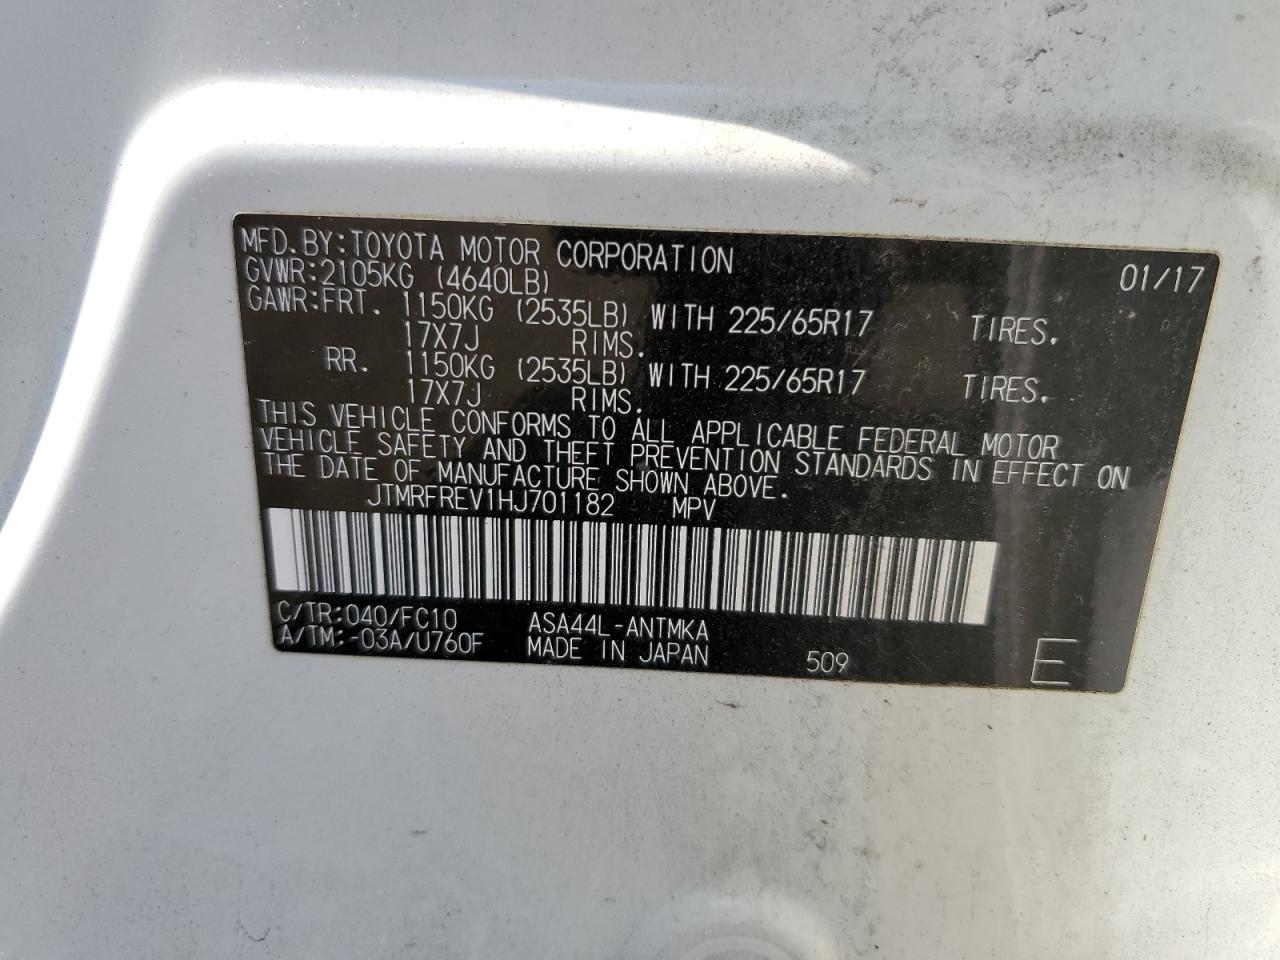 MFD.BY:TOYOTA MOTOR CORPORATION 01/17
GVWR:2105KG (4640LB)
GAWR:FRT. 1150KG (2535LB) WITH 225/65R17 TIRES.
17X7J RIMS.
RR. 1150KG (2535LB) WITH 225/65R17 TIRES.
17X7J RIMS.
THIS VEHICLE CONFORMS TO ALL APPLICABLE FEDERAL MOTOR
VEHICLE SAFETY AND THEFT PREVENTION STANDARDS IN EFFECT ON
THE DATE OF MANUFACTURE SHOWN ABOVE.
JTMRFREV1HJ701182 MPV
C/TR:040/FC10 ASA44L-ANTMKA
A/TM:-03A/U760F MADE IN JAPAN 509 E